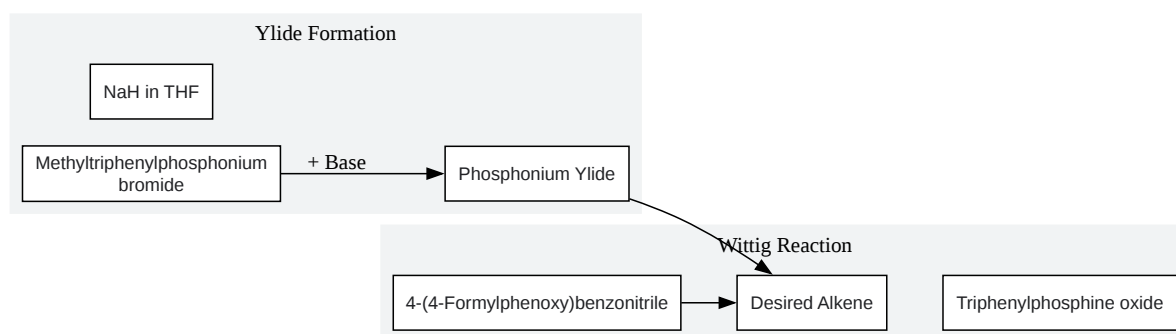 Ylide Formation
NaH in THF
Methyltriphenylphosphonium
bromide
+ Base
Phosphonium Ylide
Wittig Reaction
4-(4-Formylphenoxy)benzonitrile
Desired Alkene
Triphenylphosphine oxide